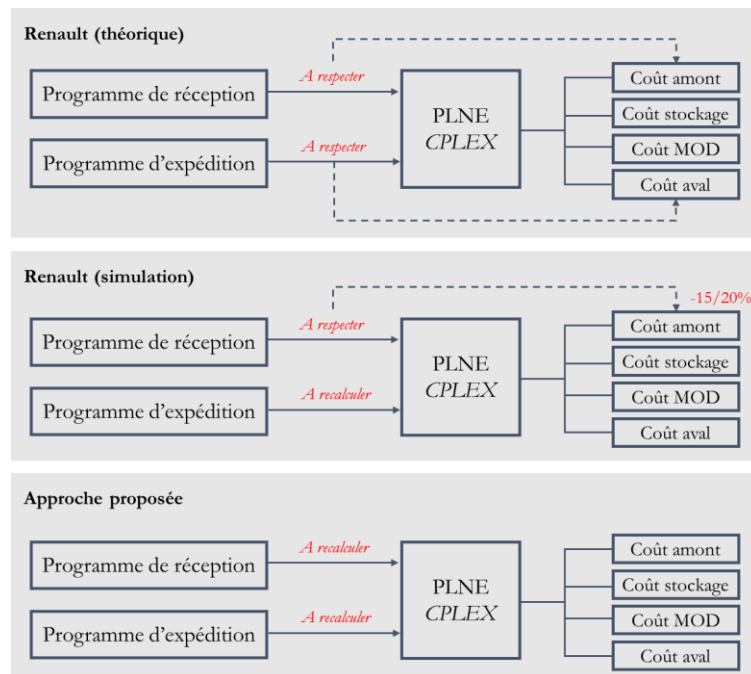 Renault (théorique)
Programme de réception
A respecter
Programme d'expédition
A respecter
PLNE
CPLEX
Coût amont
Coût stockage
Coût MOD
Coût aval
Renault (simulation)
Programme de réception
A respecter
Programme d'expédition
A recalculer
PLNE
CPLEX
-15/20%
Coût amont
Coût stockage
Coût MOD
Coût aval
Approche proposée
Programme de réception
A recalculer
Programme d'expédition
A recalculer
PLNE
CPLEX
Coût amont
Coût stockage
Coût MOD
Coût aval